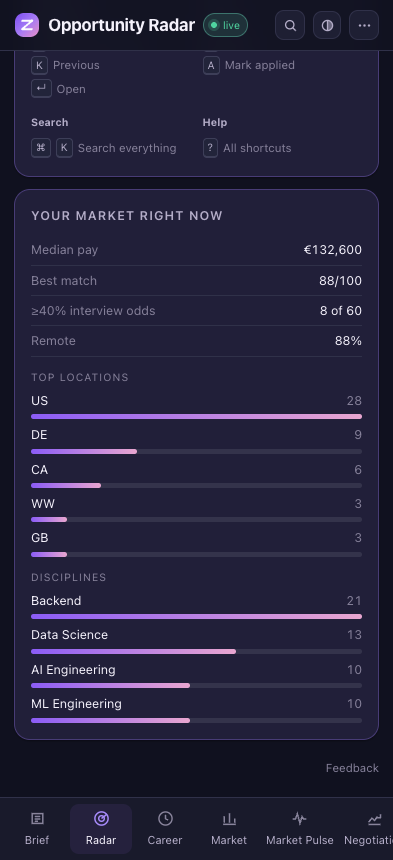 Opportunity Radar live
K Previous
A Mark applied
↵ Open
Search
Help
⌘ K Search everything
? All shortcuts
YOUR MARKET RIGHT NOW
Median pay €132,600
Best match 88/100
≥40% interview odds 8 of 60
Remote 88%
TOP LOCATIONS
US 28
DE 9
CA 6
WW 3
GB 3
DISCIPLINES
Backend 21
Data Science 13
AI Engineering 10
ML Engineering 10
Feedback
Brief Radar Career Market Market Pulse Negotiati